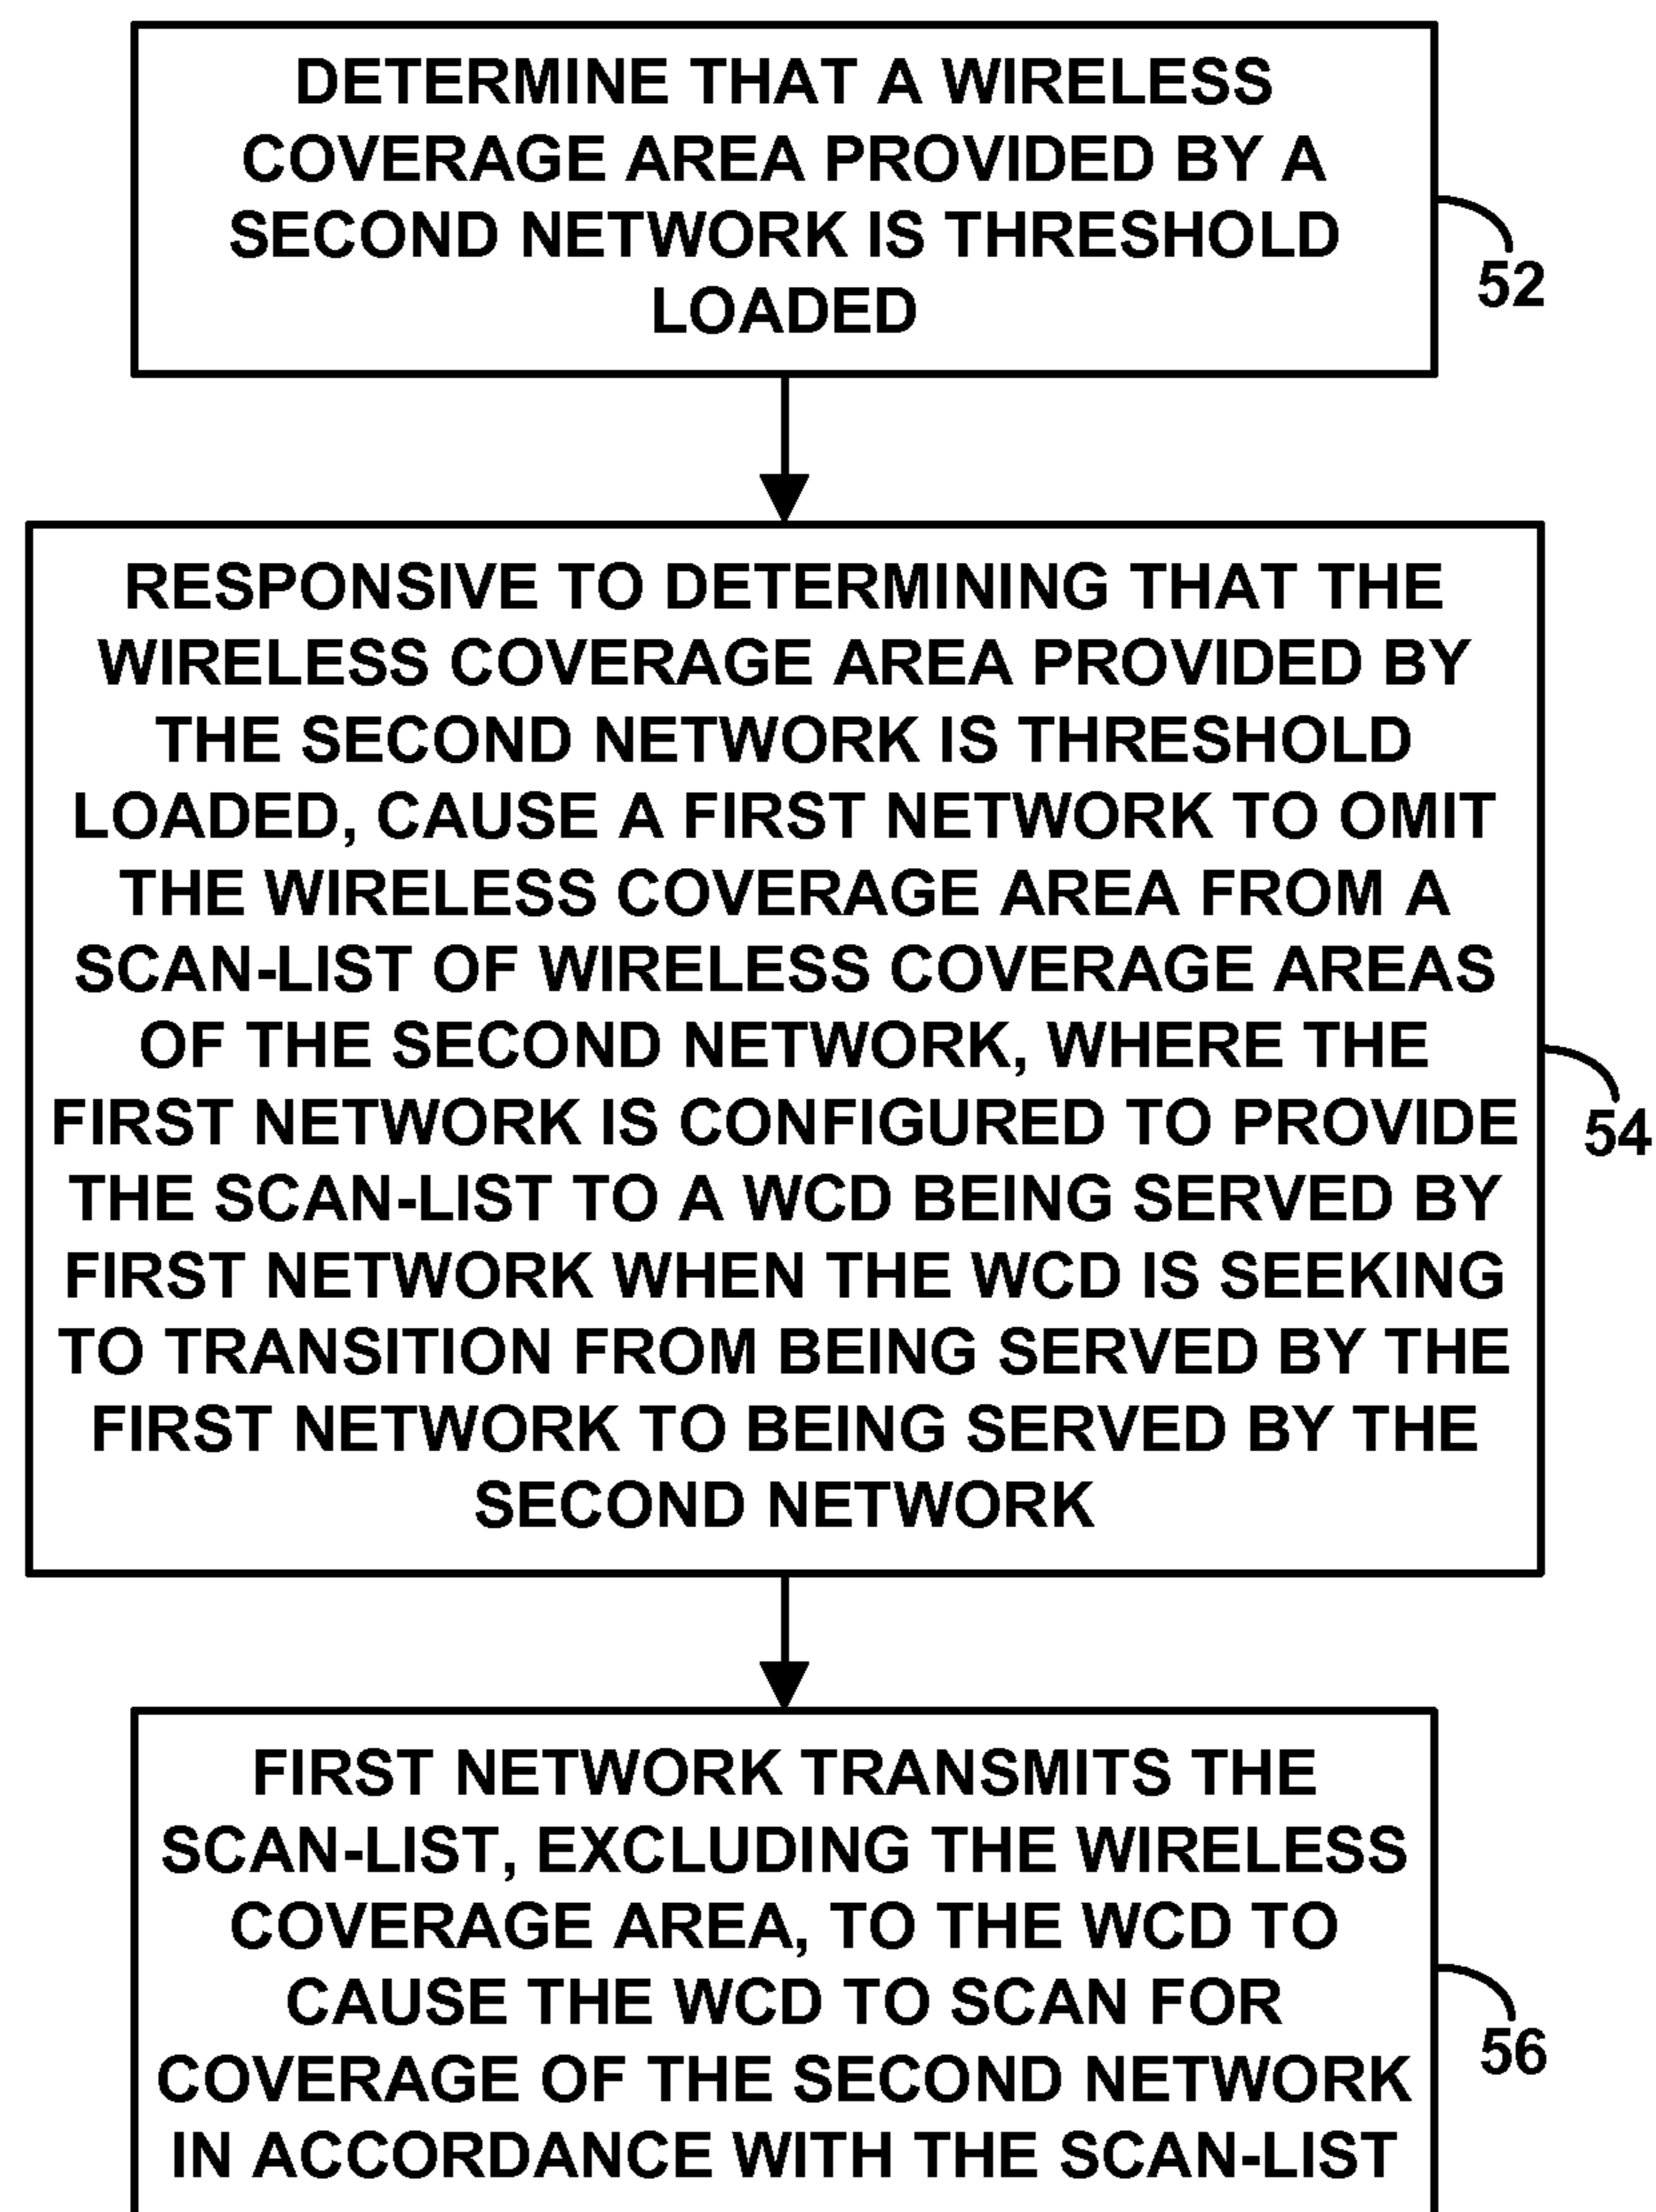 DETERMINE THAT A WIRELESS
COVERAGE AREA PROVIDED BY A
SECOND NETWORK IS THRESHOLD
LOADED
52
RESPONSIVE TO DETERMINING THAT THE
WIRELESS COVERAGE AREA PROVIDED BY
THE SECOND NETWORK IS THRESHOLD
LOADED, CAUSE A FIRST NETWORK TO OMIT
THE WIRELESS COVERAGE AREA FROM A
SCAN-LIST OF WIRELESS COVERAGE AREAS
OF THE SECOND NETWORK, WHERE THE
FIRST NETWORK IS CONFIGURED TO PROVIDE
THE SCAN-LIST TO A WCD BEING SERVED BY
FIRST NETWORK WHEN THE WCD IS SEEKING
TO TRANSITION FROM BEING SERVED BY THE
FIRST NETWORK TO BEING SERVED BY THE
SECOND NETWORK
54
FIRST NETWORK TRANSMITS THE
SCAN-LIST, EXCLUDING THE WIRELESS
COVERAGE AREA, TO THE WCD TO
CAUSE THE WCD TO SCAN FOR
COVERAGE OF THE SECOND NETWORK
IN ACCORDANCE WITH THE SCAN-LIST
56